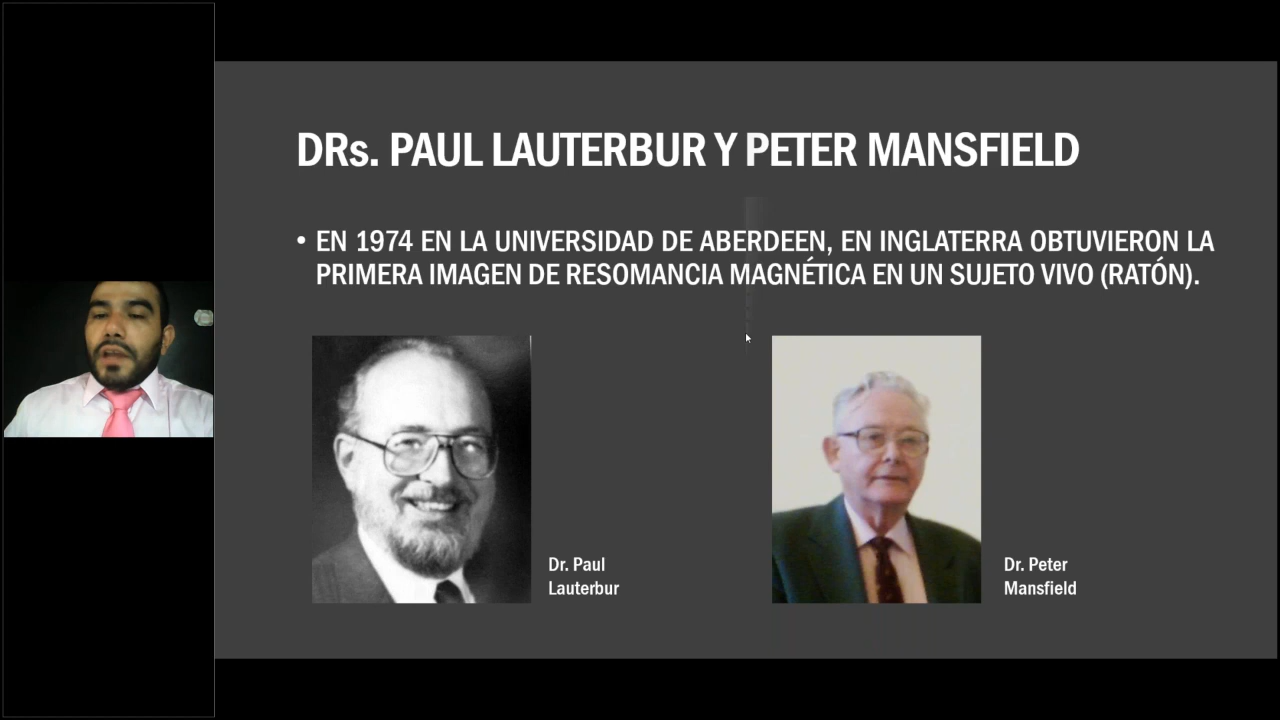 DRs. PAUL LAUTERBUR Y PETER MANSFIELD
• EN 1974 EN LA UNIVERSIDAD DE ABERDEEN, EN INGLATERRA OBTUVIERON LA
PRIMERA IMAGEN DE RESOMANCIA MAGNÉTICA EN UN SUJETO VIVO (RATÓN).
Dr. Paul
Lauterbur
Dr. Peter
Mansfield